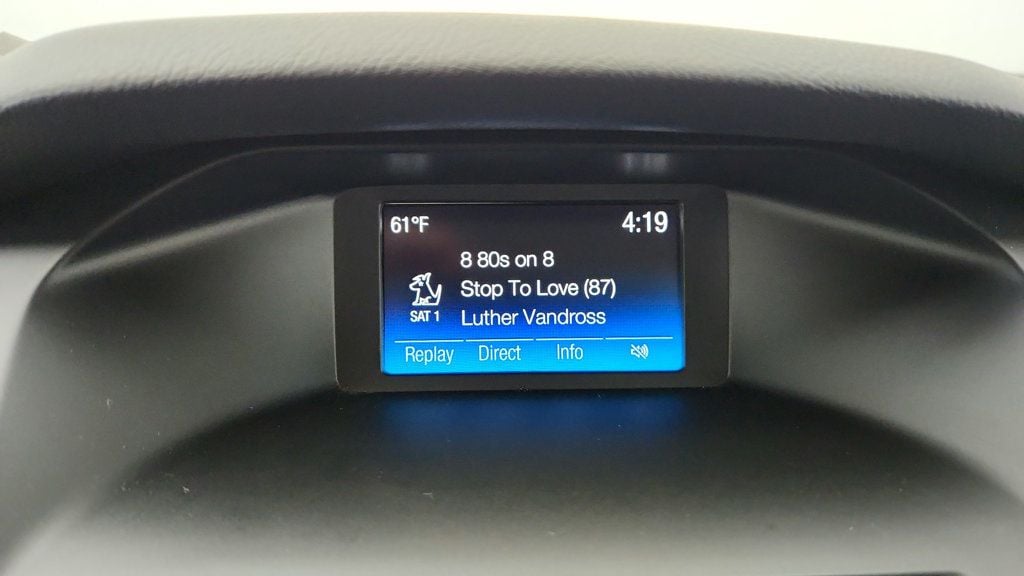 61°F 4:19
8 80s on 8
Stop To Love (87)
SAT 1
Luther Vandross
Replay Direct Info